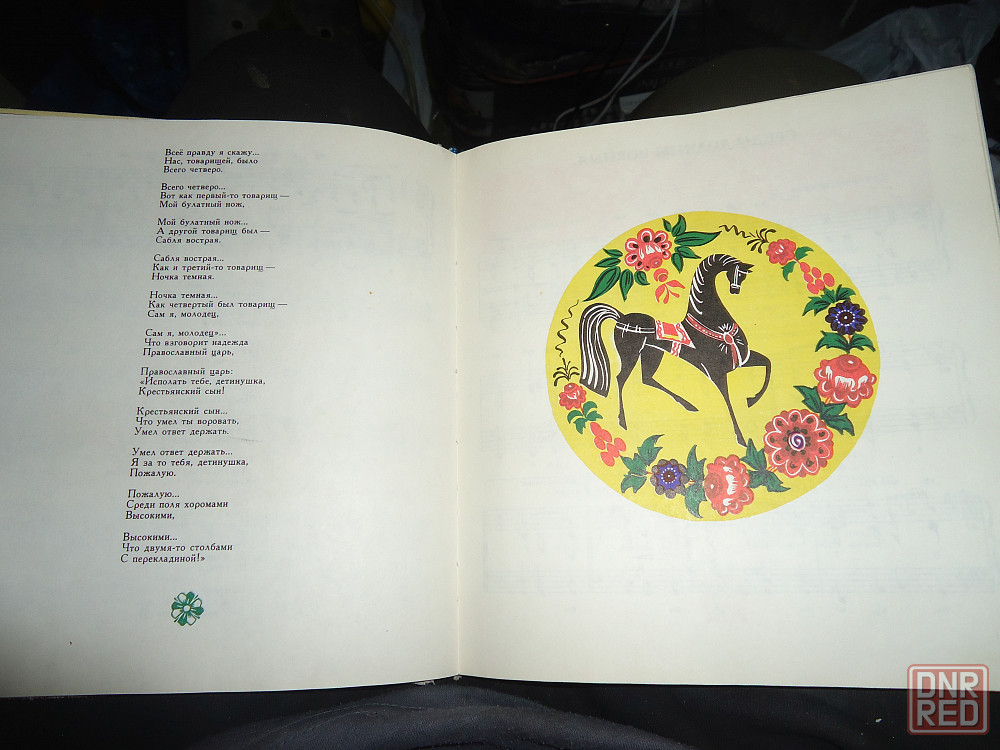 Всеё правду я скажу...
Нас, товарищей, было
Всего четверо.
Всего четверо...
Вот как первый-то товарищ —
Мой булатный нож,
Мой булатный нож...
А другой товарищ был —
Сабля вострая.
Сабля вострая...
Как и третий-то товарищ —
Ночка темная.
Ночка темная...
Как четвертый был товарищ —
Сам я, молодец,
Сам я, молодец»...
Что взговорит надежда
Православный царь,
Православный царь:
«Исполать тебе, детинушка,
Крестьянский сын!
Крестьянский сын...
Что умел ты воровать,
Умел ответ держать.
Умел ответ держать...
Я за то тебя, детинушка,
Пожалую.
Пожалую...
Среди поля хоромами
Высокими,
Высокими...
Что двумя-то столбами
С перекладиной!»
DNR
RED